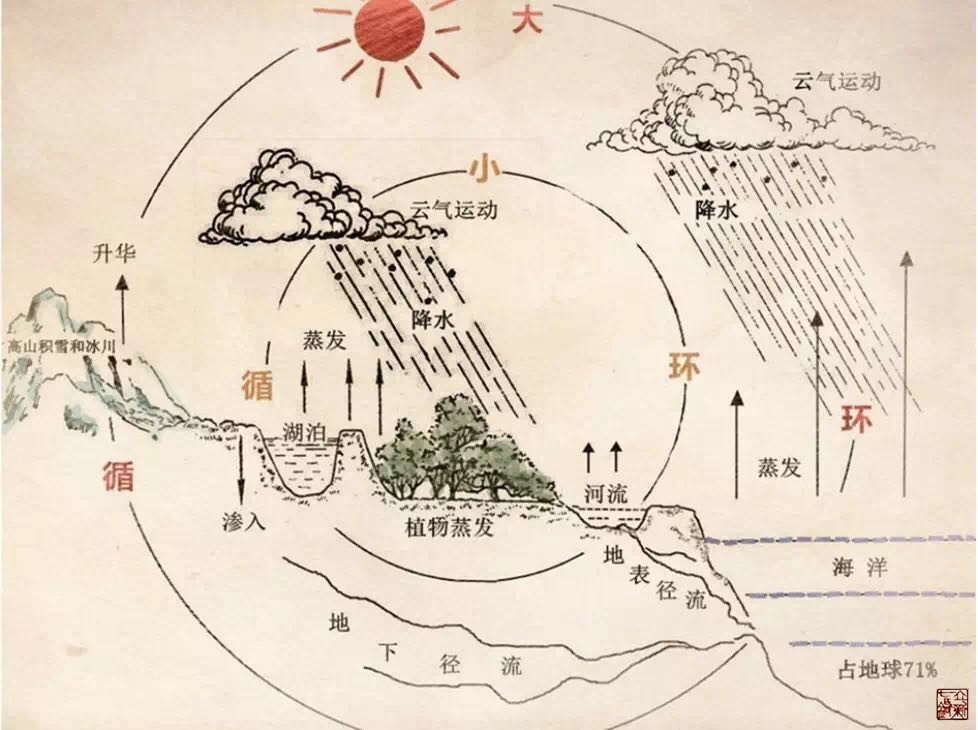 大
云气运动
小
云气运动
降水
升华
降水
蒸发
高山积雪和冰川
循
环
环
湖泊
循
蒸发
河流
渗入
植物蒸发
地表径流
海洋
地下径流
占地球71%